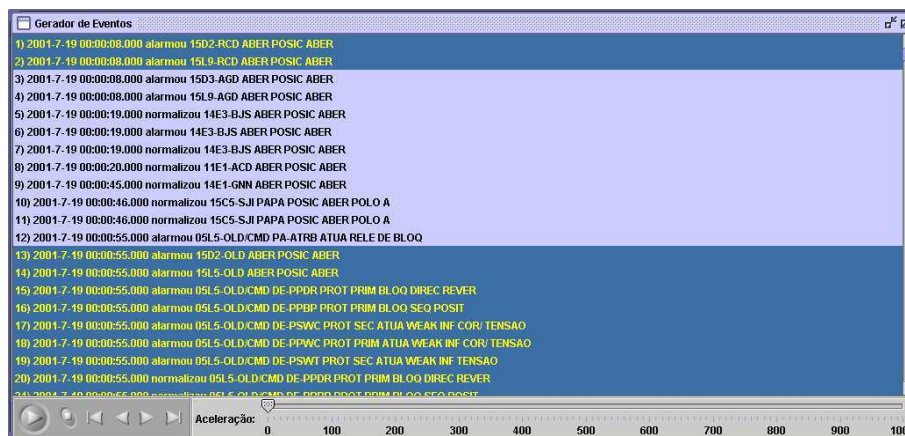 Gerador de Eventos
1) 2001-7-19 00:00:08.000 alarmou 15D2-RCD ABER POSIC ABER
2) 2001-7-19 00:00:08.000 alarmou 15L9-RCD ABER POSIC ABER
3) 2001-7-19 00:00:08.000 alarmou 15D3-AGD ABER POSIC ABER
4) 2001-7-19 00:00:08.000 alarmou 15L9-AGD ABER POSIC ABER
5) 2001-7-19 00:00:19.000 normalizou 14E3-BJS ABER POSIC ABER
6) 2001-7-19 00:00:19.000 alarmou 14E3-BJS ABER POSIC ABER
7) 2001-7-19 00:00:19.000 normalizou 14E3-BJS ABER POSIC ABER
8) 2001-7-19 00:00:20.000 normalizou 11E1-ACD ABER POSIC ABER
9) 2001-7-19 00:00:45.000 normalizou 14E1-GNN ABER POSIC ABER
10) 2001-7-19 00:00:46.000 normalizou 15C5-SJI PAPA POSIC ABER POLO A
11) 2001-7-19 00:00:46.000 normalizou 15C5-SJI PAPA POSIC ABER POLO A
12) 2001-7-19 00:00:55.000 alarmou 05L5-OLD/CMD PA-ATRB ATUA RELE DE BLOQ
13) 2001-7-19 00:00:55.000 alarmou 15D2-OLD ABER POSIC ABER
14) 2001-7-19 00:00:55.000 alarmou 15L5-OLD ABER POSIC ABER
15) 2001-7-19 00:00:55.000 alarmou 05L5-OLD/CMD DE-PPDR PROT PRIM BLOQ DIREC REVER
16) 2001-7-19 00:00:55.000 alarmou 05L5-OLD/CMD DE-PPBP PROT PRIM BLOQ SEQ POSIT
17) 2001-7-19 00:00:55.000 alarmou 05L5-OLD/CMD DE-PSWC PROT SEC ATUA WEAK INF COR/ TENSAO
18) 2001-7-19 00:00:55.000 alarmou 05L5-OLD/CMD DE-PPWC PROT PRIM ATUA WEAK INF COR/ TENSAO
19) 2001-7-19 00:00:55.000 alarmou 05L5-OLD/CMD DE-PSWT PROT SEC ATUA WEAK INF TENSAO
20) 2001-7-19 00:00:55.000 normalizou 05L5-OLD/CMD DE-PPDR PROT PRIM BLOQ DIREC REVER
Aceleração:
0 100 200 300 400 500 600 700 800 900